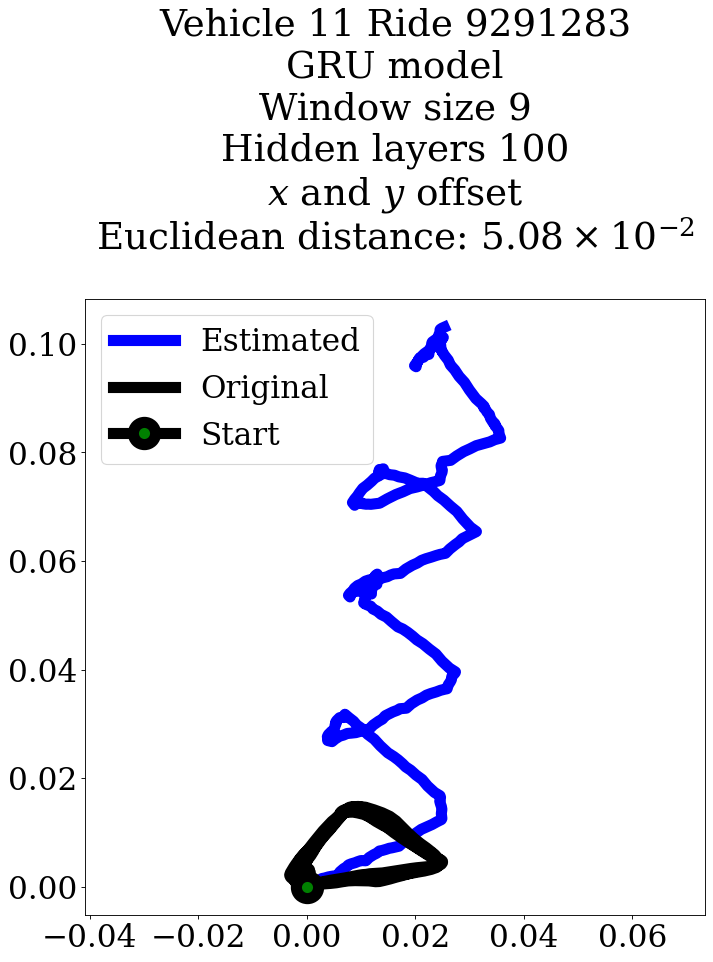 Vehicle 11 Ride 9291283
GRU model
Window size 9
Hidden layers 100
x and y offset
Euclidean distance: 5.08 × 10⁻²
Estimated
Original
Start
0.10
0.08
0.06
0.04
0.02
0.00
−0.04 −0.02 0.00 0.02 0.04 0.06